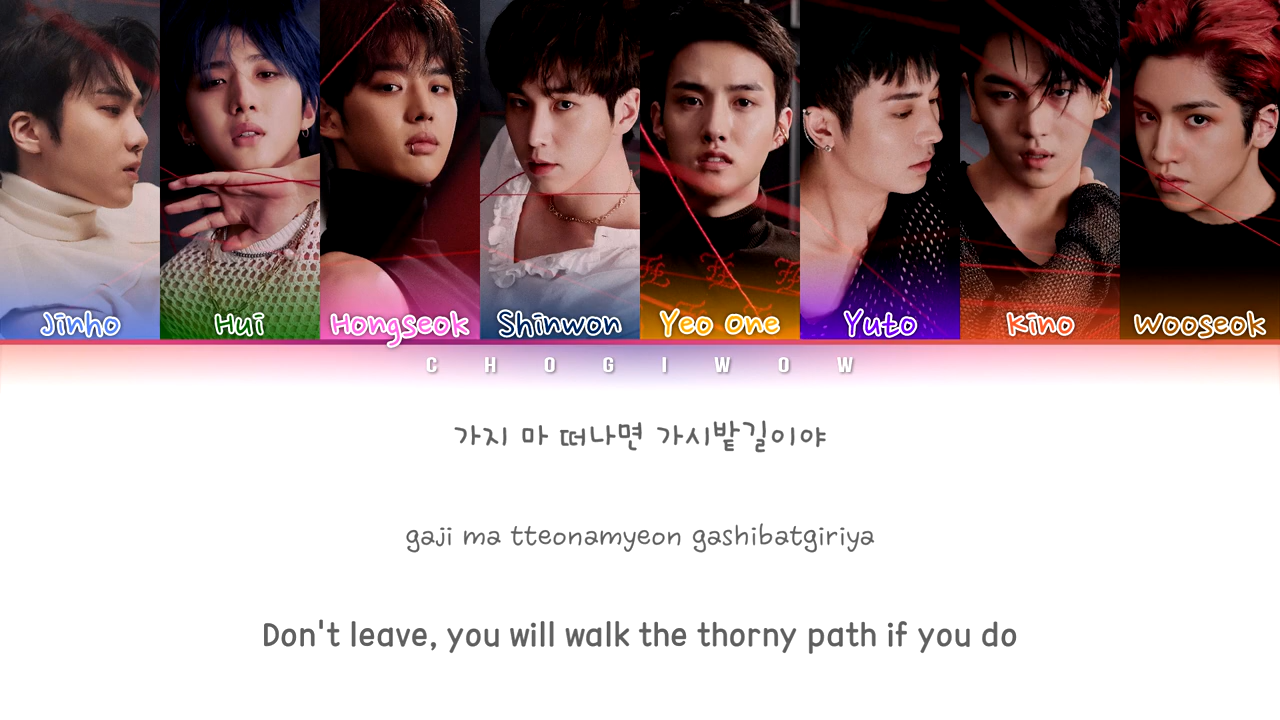 Jinho Hui Hongseok Shinwon Yeo One Yuto Kino Wooseok
CHOGIWOW
가지 마 떠나면 가시밭길이야
gaji ma tteonamyeon gashibatgiriya
Don't leave, you will walk the thorny path if you do